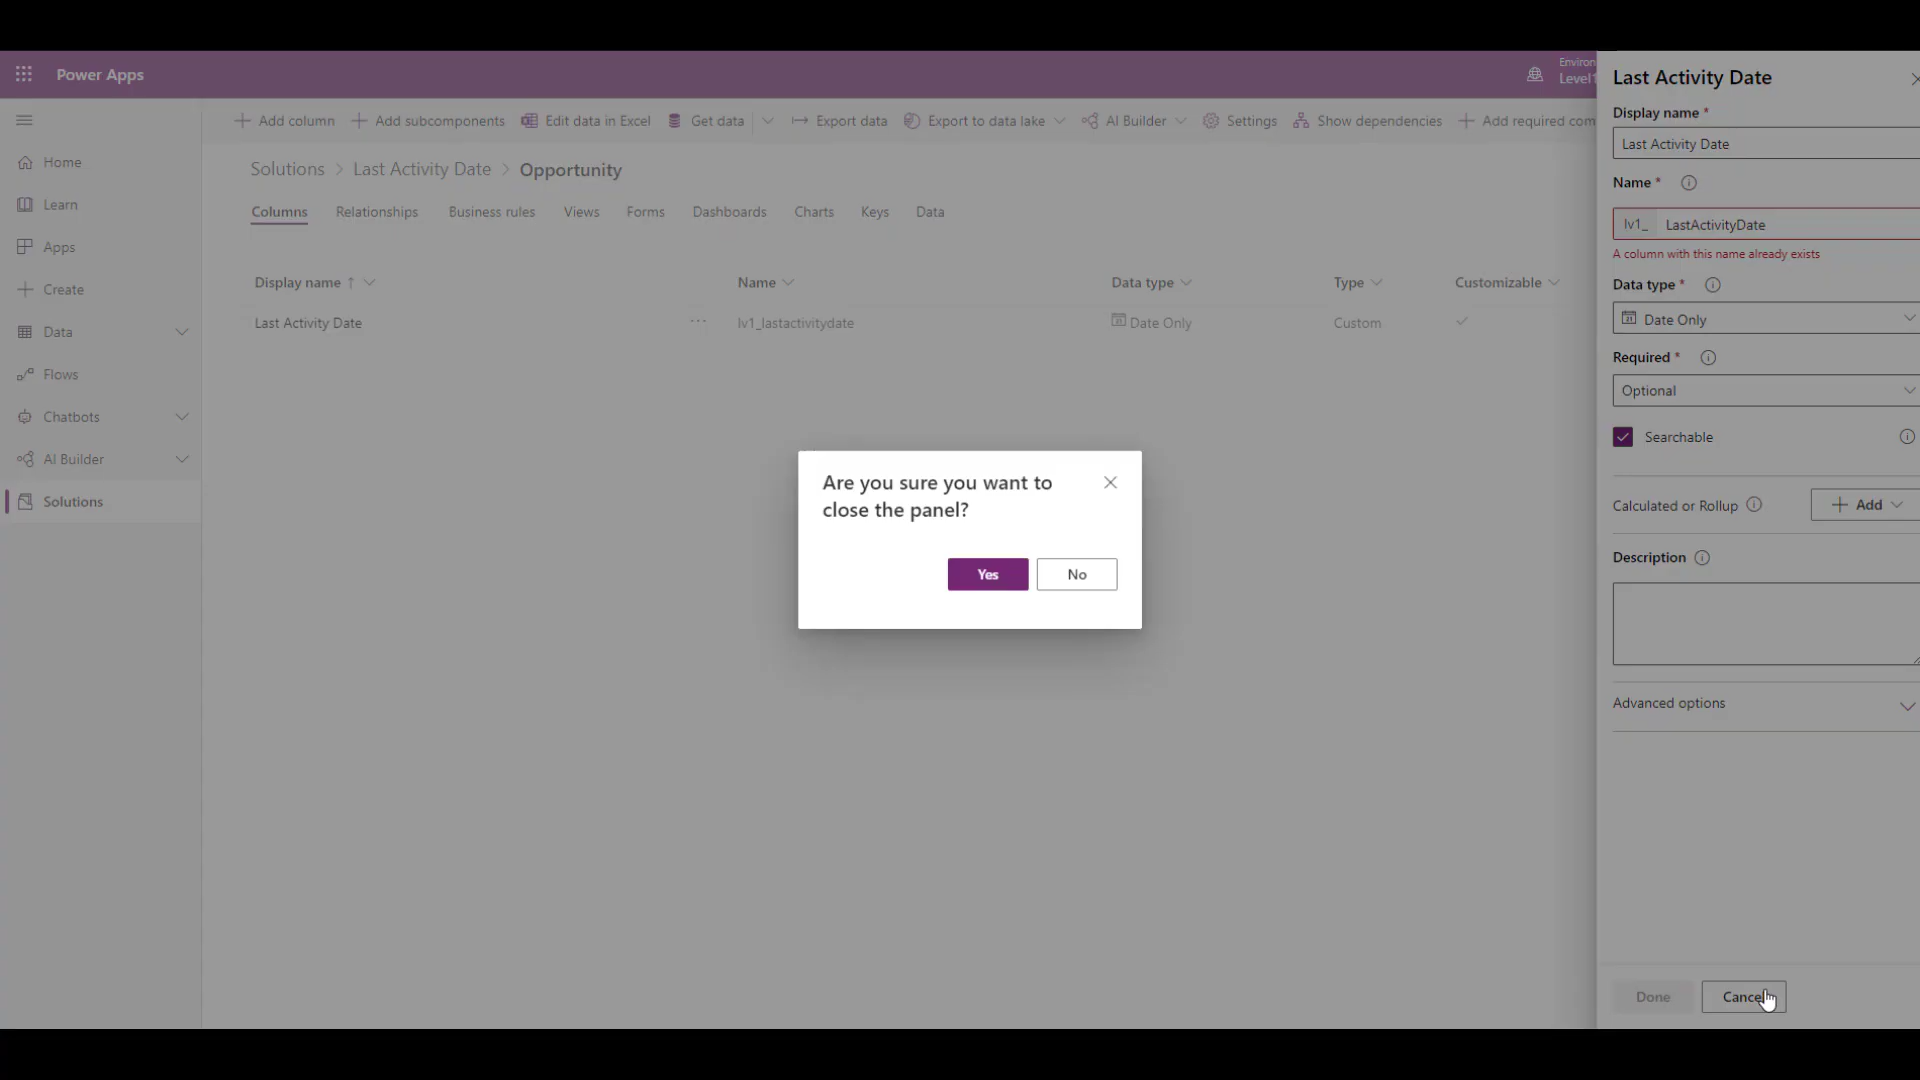 Power Apps
Environ
Level1
Add column
Add subcomponents
Edit data in Excel
Get data
Export data
Export to data lake
AI Builder
Settings
Show dependencies
Add required com
Home
Learn
Apps
Create
Data
Flows
Chatbots
AI Builder
Solutions
Solutions > Last Activity Date > Opportunity
Columns
Relationships
Business rules
Views
Forms
Dashboards
Charts
Keys
Data
Display name ↑
Name
Data type
Type
Customizable
Last Activity Date
...
lv1_lastactivitydate
Date Only
Custom
Are you sure you want to
close the panel?
Yes
No
Last Activity Date
Display name *
Last Activity Date
Name *
lv1_
LastActivityDate
A column with this name already exists
Data type *
Date Only
Required *
Optional
Searchable
Calculated or Rollup
Add
Description
Advanced options
Done
Cancel